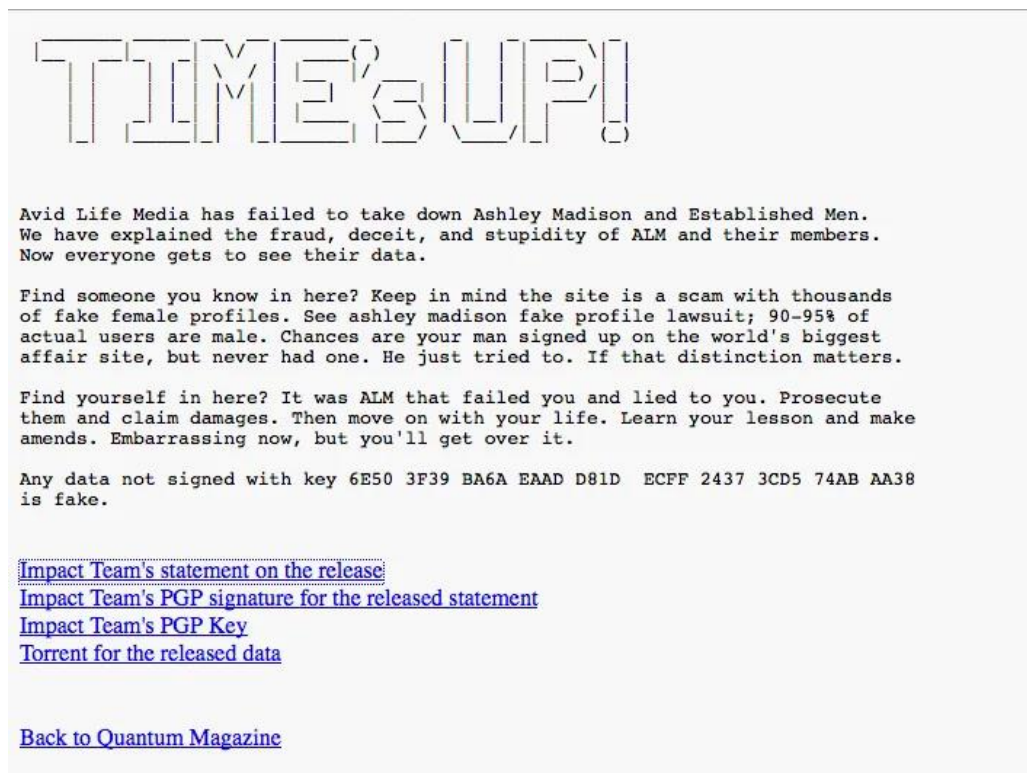 TIME's UP!
Avid Life Media has failed to take down Ashley Madison and Established Men.
We have explained the fraud, deceit, and stupidity of ALM and their members.
Now everyone gets to see their data.
Find someone you know in here? Keep in mind the site is a scam with thousands
of fake female profiles. See ashley madison fake profile lawsuit; 90-95% of
actual users are male. Chances are your man signed up on the world's biggest
affair site, but never had one. He just tried to. If that distinction matters.
Find yourself in here? It was ALM that failed you and lied to you. Prosecute
them and claim damages. Then move on with your life. Learn your lesson and make
amends. Embarrassing now, but you'll get over it.
Any data not signed with key 6E50 3F39 BA6A EAAD D81D  ECFF 2437 3CD5 74AB AA38
is fake.
Impact Team's statement on the release
Impact Team's PGP signature for the released statement
Impact Team's PGP Key
Torrent for the released data
Back to Quantum Magazine